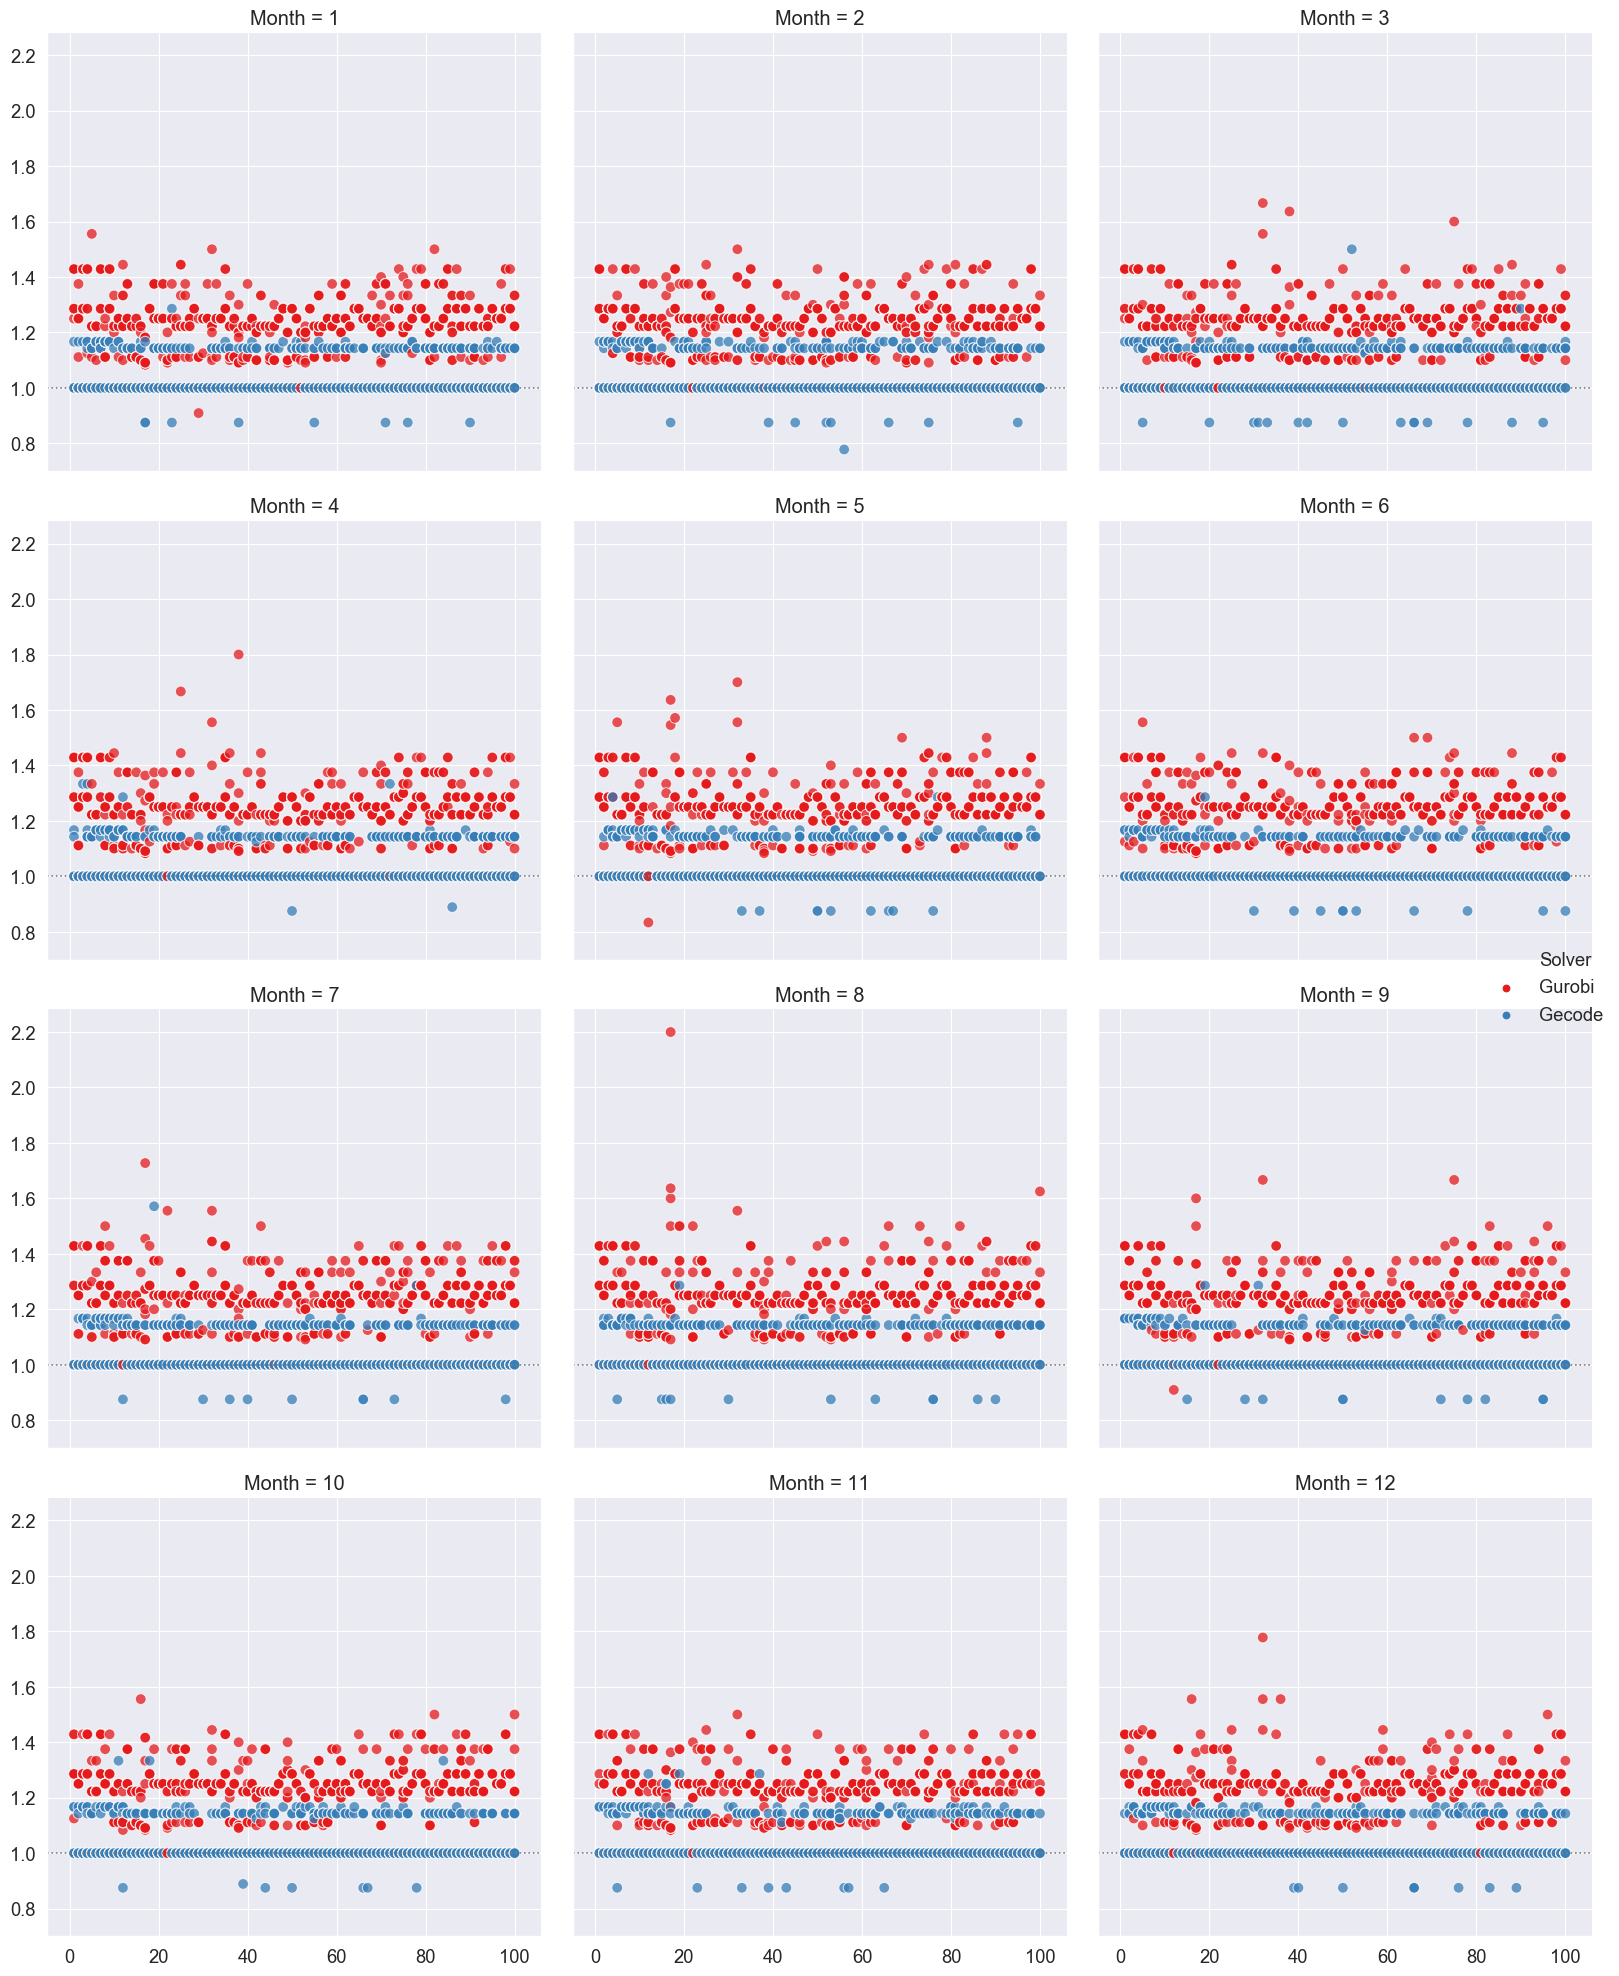 Month = 1
Month = 2
Month = 3
2.2
2.0
1.8
1.6
1.4
1.2
1.0
0.8
Month = 4
Month = 5
Month = 6
2.2
2.0
1.8
1.6
1.4
1.2
1.0
0.8
Solver
Gurobi
Gecode
Month = 7
Month = 8
Month = 9
2.2
2.0
1.8
1.6
1.4
1.2
1.0
0.8
Month = 10
Month = 11
Month = 12
2.2
2.0
1.8
1.6
1.4
1.2
1.0
0.8
0 20 40 60 80 100 0 20 40 60 80 100 0 20 40 60 80 100